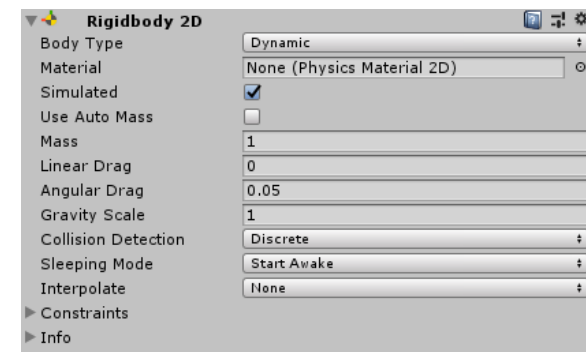 Rigidbody 2D
Body Type Dynamic
Material None (Physics Material 2D)
Simulated
Use Auto Mass
Mass 1
Linear Drag 0
Angular Drag 0.05
Gravity Scale 1
Collision Detection Discrete
Sleeping Mode Start Awake
Interpolate None
Constraints
Info